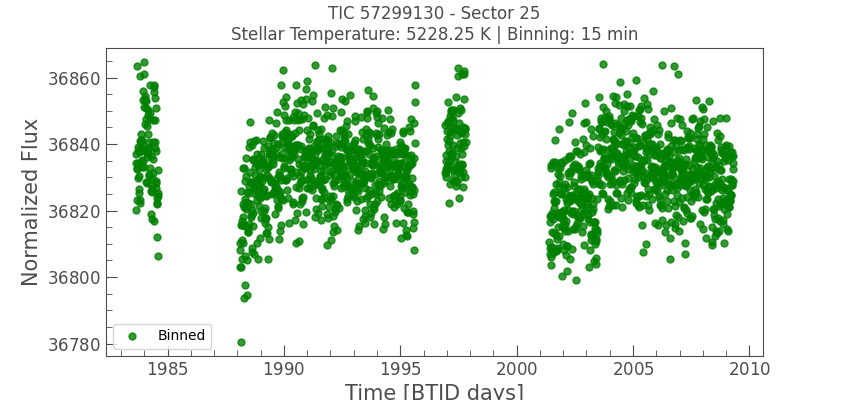 TIC 57299130 - Sector 25
Stellar Temperature: 5228.25 K | Binning: 15 min
Normalized Flux
36860
36840
36820
36800
36780
Binned
1985
1990
1995
2000
2005
2010
Time [BTJD days]